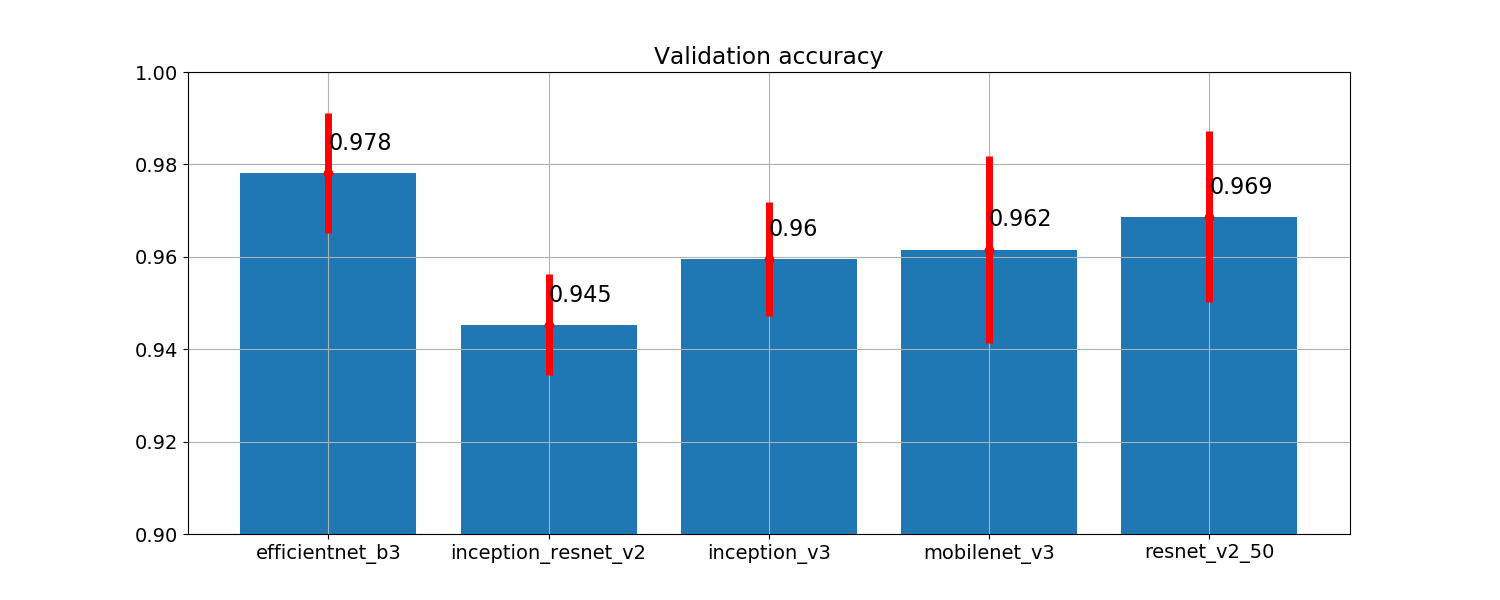 Validation accuracy
1.00
0.98
0.96
0.94
0.92
0.90
0.978
0.945
0.96
0.962
0.969
efficientnet_b3
inception_resnet_v2
inception_v3
mobilenet_v3
resnet_v2_50